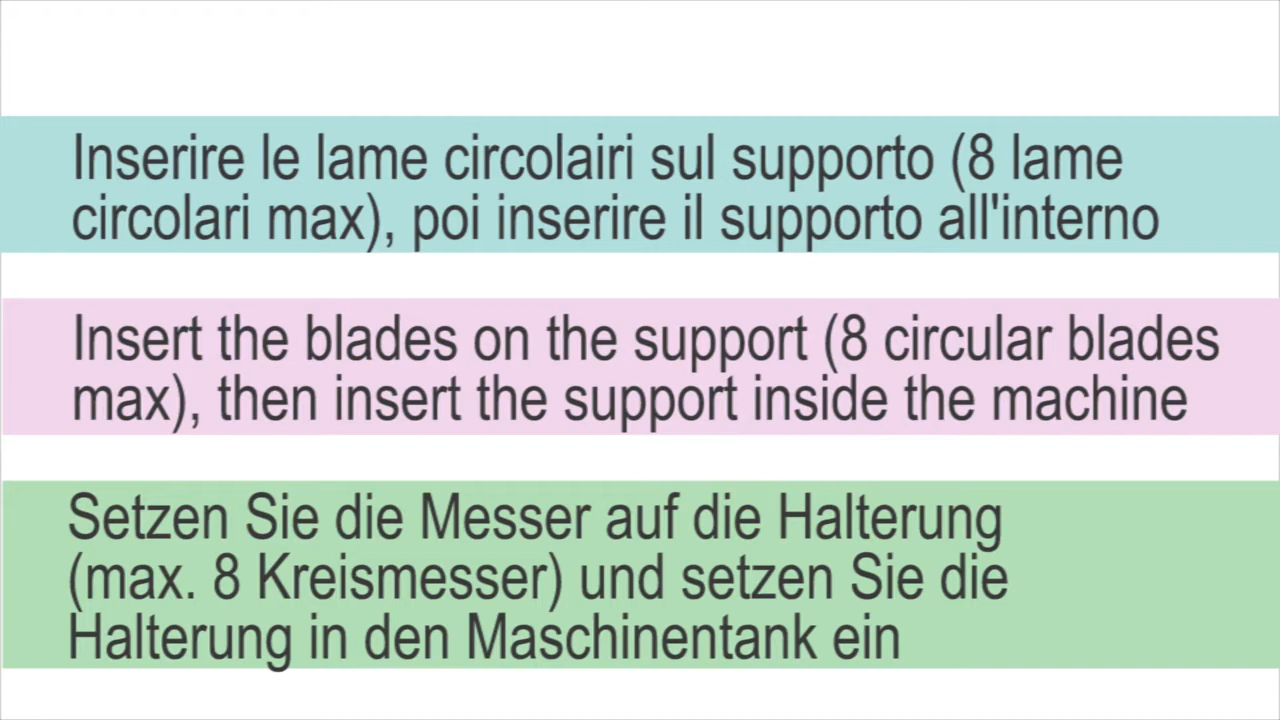 Inserire le lame circolairi sul supporto (8 lame
circolari max), poi inserire il supporto all'interno
Insert the blades on the support (8 circular blades
max), then insert the support inside the machine
Setzen Sie die Messer auf die Halterung
(max. 8 Kreismesser) und setzen Sie die
Halterung in den Maschinentank ein